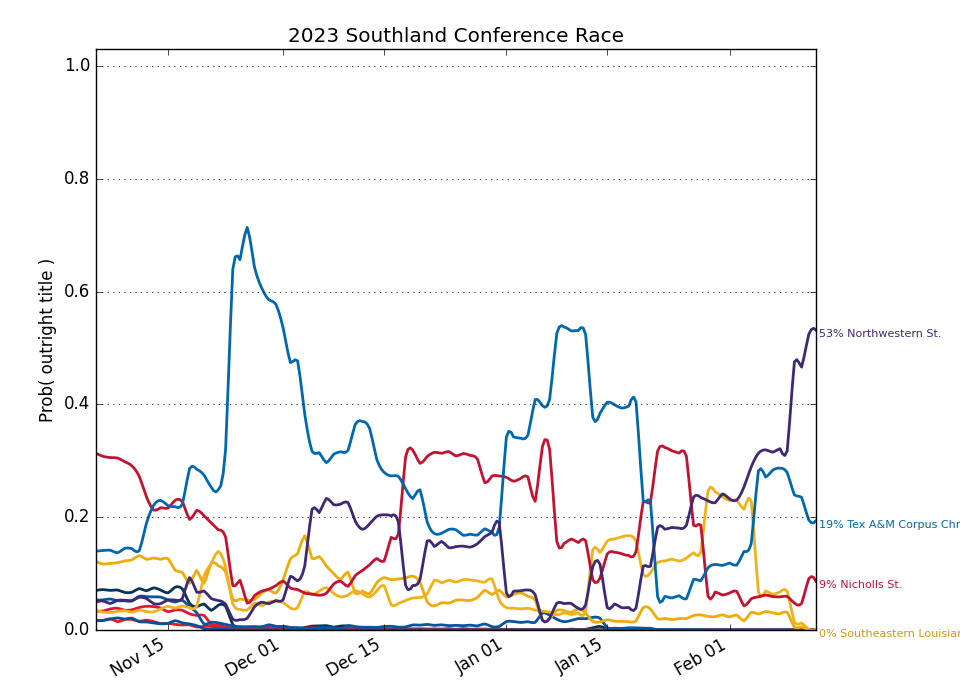 2023 Southland Conference Race
Prob( outright title )
1.0
0.8
0.6
0.4
0.2
0.0
Nov 15
Dec 01
Dec 15
Jan 01
Jan 15
Feb 01
53% Northwestern St.
19% Tex A&M Corpus Chr
9% Nicholls St.
0% Southeastern Louisian